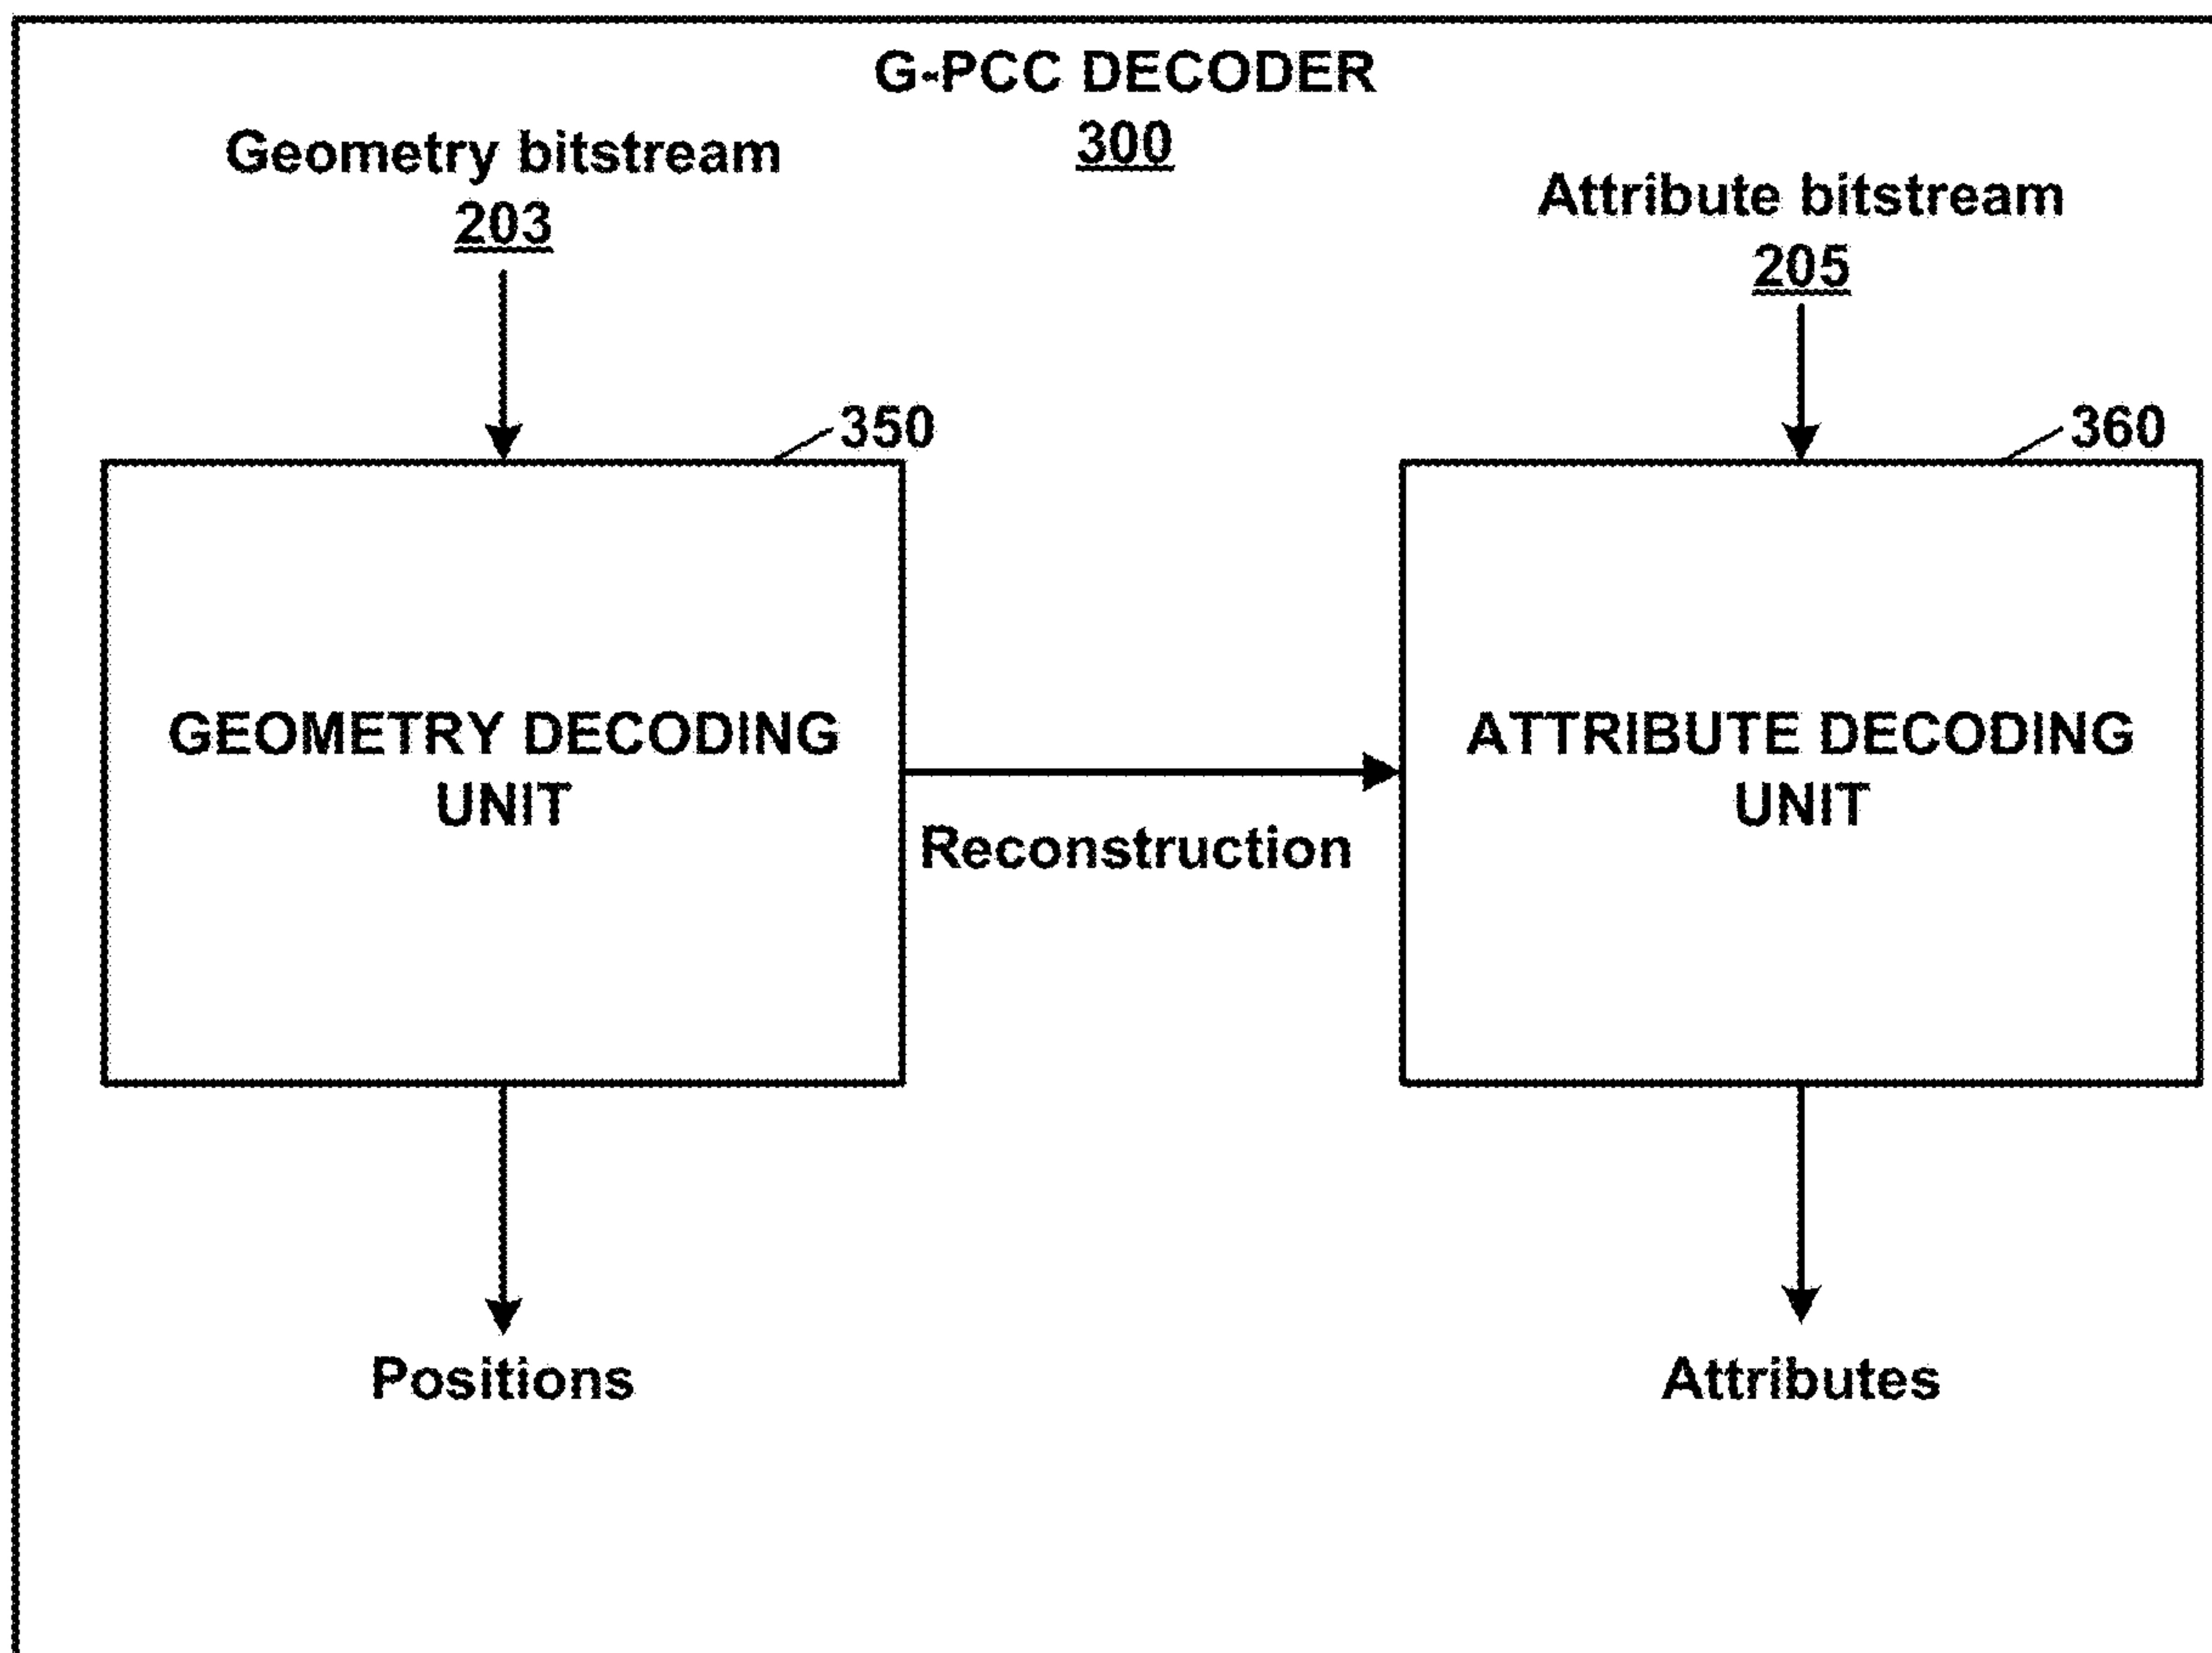 G-PCC DECODER
300
Geometry bitstream
203
Attribute bitstream
205
350
360
GEOMETRY DECODING
UNIT
ATTRIBUTE DECODING
UNIT
Reconstruction
Positions
Attributes